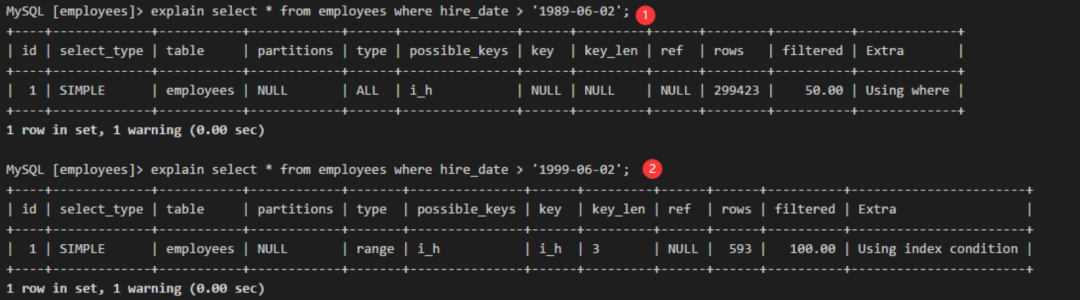 MySQL [employees]> explain select * from employees where hire_date > '1989-06-02'; 1
+----+-------------+-----------+------------+------+---------------+------+---------+------+--------+----------+-------------+
| id | select_type | table     | partitions | type | possible_keys | key  | key_len | ref  | rows   | filtered | Extra       |
+----+-------------+-----------+------------+------+---------------+------+---------+------+--------+----------+-------------+
|  1 | SIMPLE      | employees | NULL       | ALL  | i_h           | NULL | NULL    | NULL | 299423 |    50.00 | Using where |
+----+-------------+-----------+------------+------+---------------+------+---------+------+--------+----------+-------------+
1 row in set, 1 warning (0.00 sec)
MySQL [employees]> explain select * from employees where hire_date > '1999-06-02'; 2
+----+-------------+-----------+------------+-------+---------------+------+---------+------+------+----------+-----------------------+
| id | select_type | table     | partitions | type  | possible_keys | key  | key_len | ref  | rows | filtered | Extra                 |
+----+-------------+-----------+------------+-------+---------------+------+---------+------+------+----------+-----------------------+
|  1 | SIMPLE      | employees | NULL       | range | i_h           | i_h  | 3       | NULL |  593 |   100.00 | Using index condition |
+----+-------------+-----------+------------+-------+---------------+------+---------+------+------+----------+-----------------------+
1 row in set, 1 warning (0.00 sec)